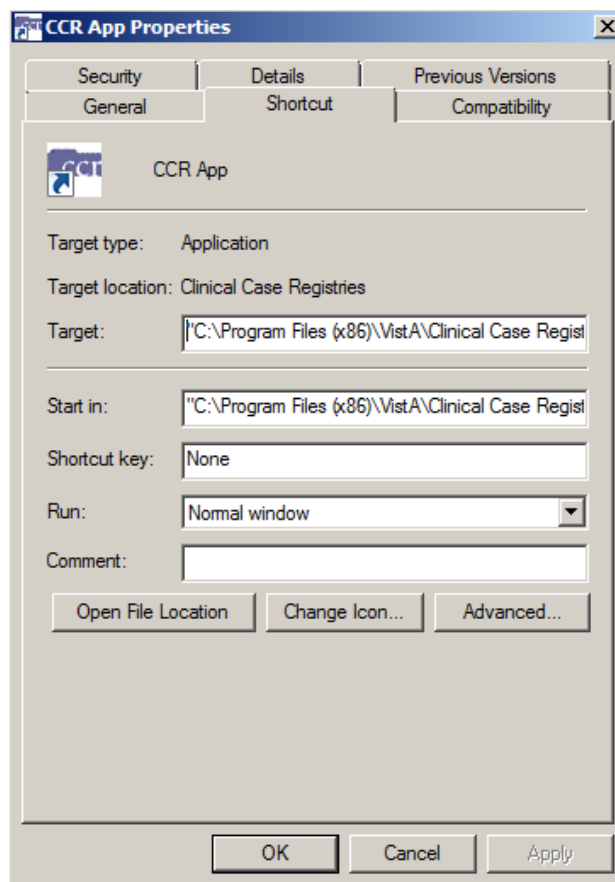 CCR App Properties
Security Details Previous Versions
General Shortcut Compatibility
ccr CCR App
Target type: Application
Target location: Clinical Case Registries
Target: "C:\Program Files (x86)\VistA\Clinical Case Regist
Start in: "C:\Program Files (x86)\VistA\Clinical Case Regist
Shortcut key: None
Run: Normal window
Comment:
Open File Location Change Icon... Advanced...
OK Cancel Apply